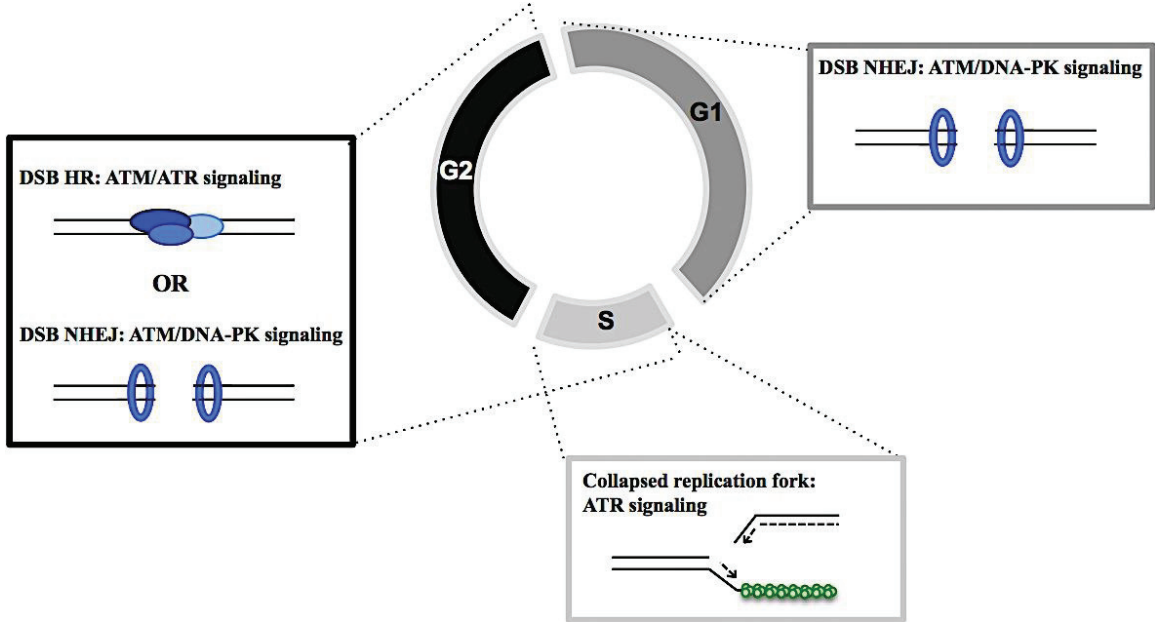 DSB NHEJ: ATM/DNA-PK signaling
G1
G2
DSB HR: ATM/ATR signaling
OR
DSB NHEJ: ATM/DNA-PK signaling
S
Collapsed replication fork:
ATR signaling